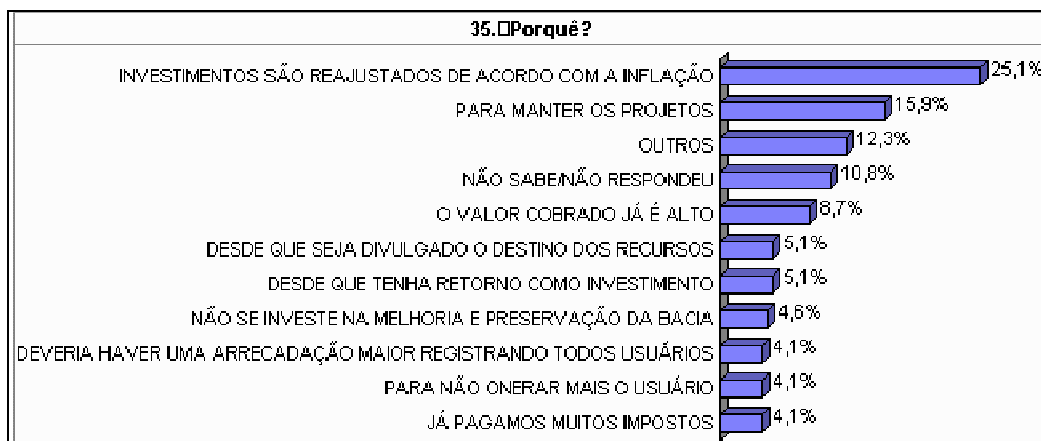 35.□Porquê?
INVESTIMENTOS SÃO REAJUSTADOS DE ACORDO COM A INFLAÇÃO 25,1%
PARA MANTER OS PROJETOS 15,9%
OUTROS 12,3%
NÃO SABE/NÃO RESPONDEU 10,8%
O VALOR COBRADO JÁ É ALTO 8,7%
DESDE QUE SEJA DIVULGADO O DESTINO DOS RECURSOS 5,1%
DESDE QUE TENHA RETORNO COMO INVESTIMENTO 5,1%
NÃO SE INVESTE NA MELHORIA E PRESERVAÇÃO DA BACIA 4,6%
DEVERIA HAVER UMA ARRECADAÇÃO MAIOR REGISTRANDO TODOS USUÁRIOS 4,1%
PARA NÃO ONERAR MAIS O USUÁRIO 4,1%
JÁ PAGAMOS MUITOS IMPOSTOS 4,1%